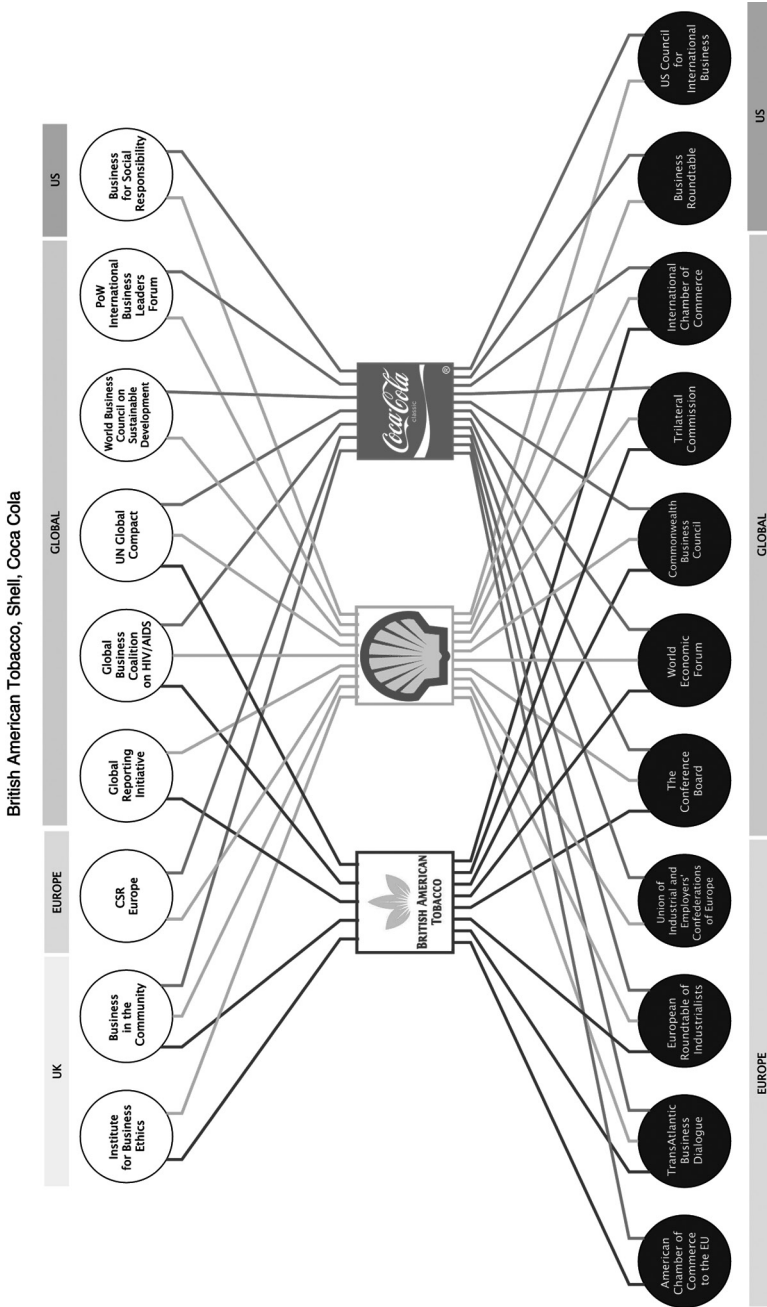 British American Tobacco, Shell, Coca Cola
UK
EUROPE
GLOBAL
US
Institute
for Business
Ethics
Business
in the
Community
CSR
Europe
Global
Reporting
Initiative
Global
Business
Coalition
on HIV/AIDS
UN Global
Compact
World Business
Council on
Sustainable
Development
PoW
International
Business
Leaders
Forum
Business
for Social
Responsibility
BRITISH AMERICAN
TOBACCO
Coca-Cola
classic
®
American
Chamber of
Commerce
to the EU
TransAtlantic
Business
Dialogue
European
Roundtable of
Industrialists
Union of
Industrial and
Employers'
Confederations
of Europe
The
Conference
Board
World
Economic
Forum
Commonwealth
Business
Council
Trilateral
Commission
International
Chamber of
Commerce
Business
Roundtable
US Council
for
International
Business
EUROPE
GLOBAL
US